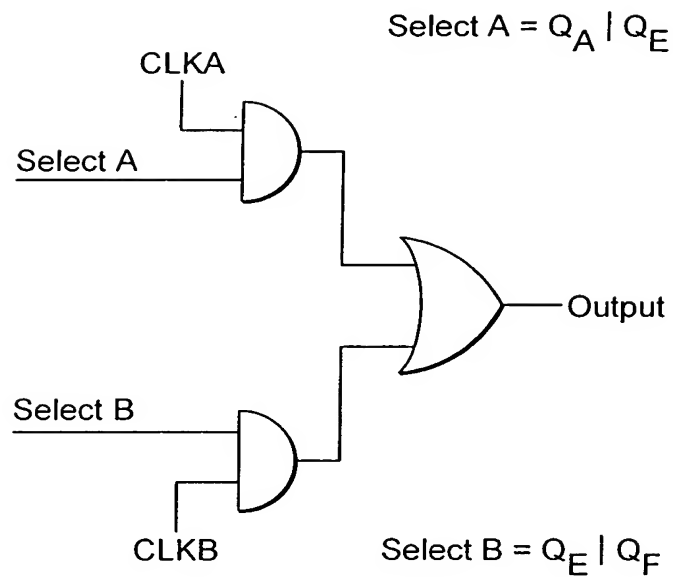 Select A = Q_A | Q_E
CLKA
Select A
Output
Select B
CLKB
Select B = Q_E | Q_F